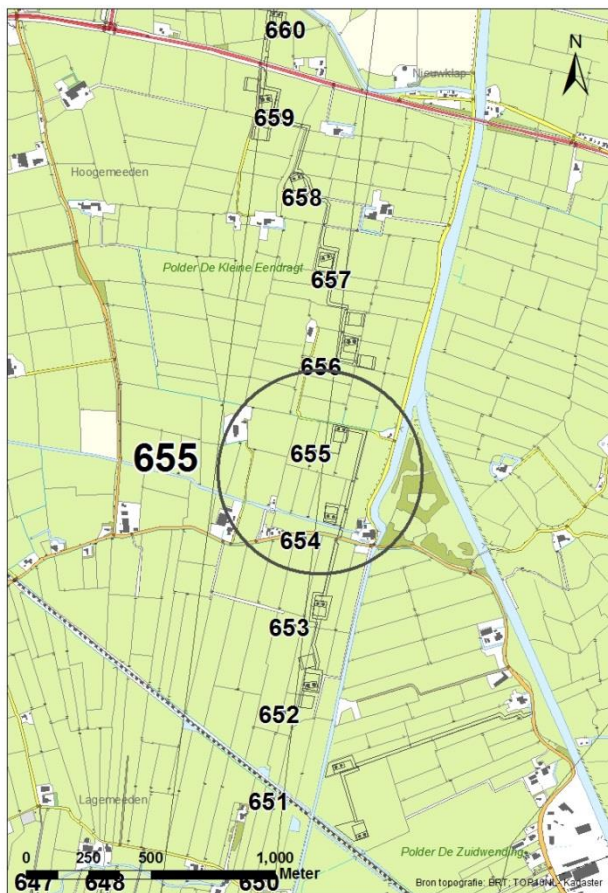 660
N
Nieuwklap
659
Hoogemeeden
658
Polder De Kleine Eendragt
657
656
655
655
654
653
652
651
Lagemeeden
Polder De Zuidwending
0 250 500 1,000
Meter
647 648 650
Bron topografie: BRT; TOP10NL, Kadaster